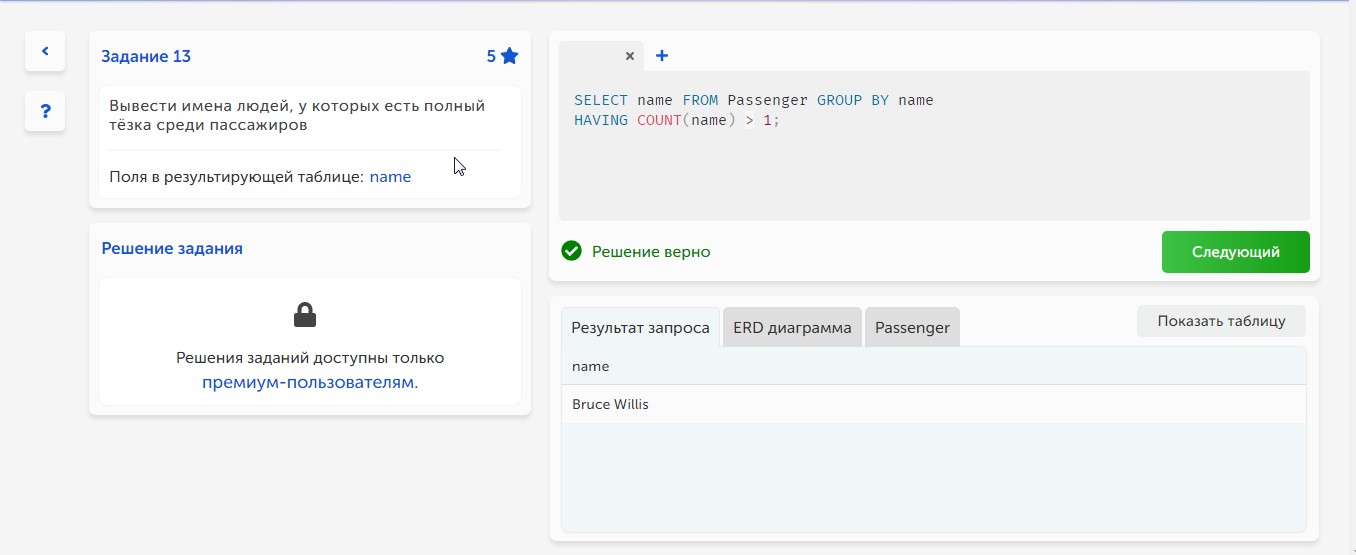 Задание 13
5
Вывести имена людей, у которых есть полный
тёзка среди пассажиров
Поля в результирующей таблице: name
Решение задания
Решения заданий доступны только
премиум-пользователям.
SELECT name FROM Passenger GROUP BY name
HAVING COUNT(name) > 1;
Решение верно
Следующий
Результат запроса
ERD диаграмма
Passenger
Показать таблицу
name
Bruce Willis